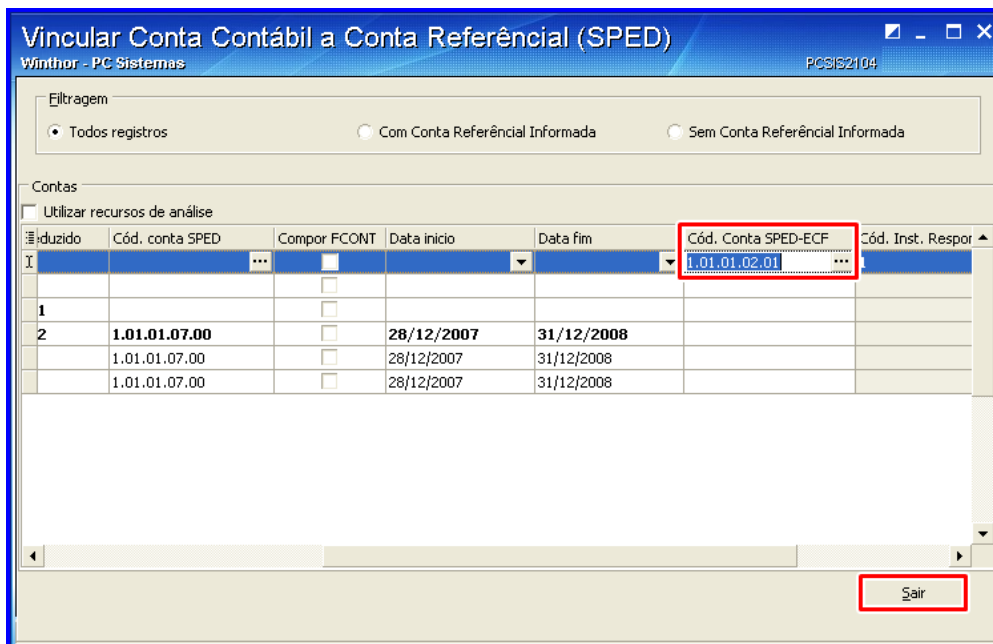 Vincular Conta Contábil a Conta Referêncial (SPED)
Winthor - PC Sistemas PCSIS2104
Filtragem
Todos registros Com Conta Referêncial Informada Sem Conta Referêncial Informada
Contas
Utilizar recursos de análise
eduzido Cód. conta SPED Compor FCONT Data inicio Data fim Cód. Conta SPED-ECF Cód. Inst. Respor
... 1.01.01.02.01 ... 1
1
2 1.01.01.07.00 28/12/2007 31/12/2008
1.01.01.07.00 28/12/2007 31/12/2008
1.01.01.07.00 28/12/2007 31/12/2008
Sair